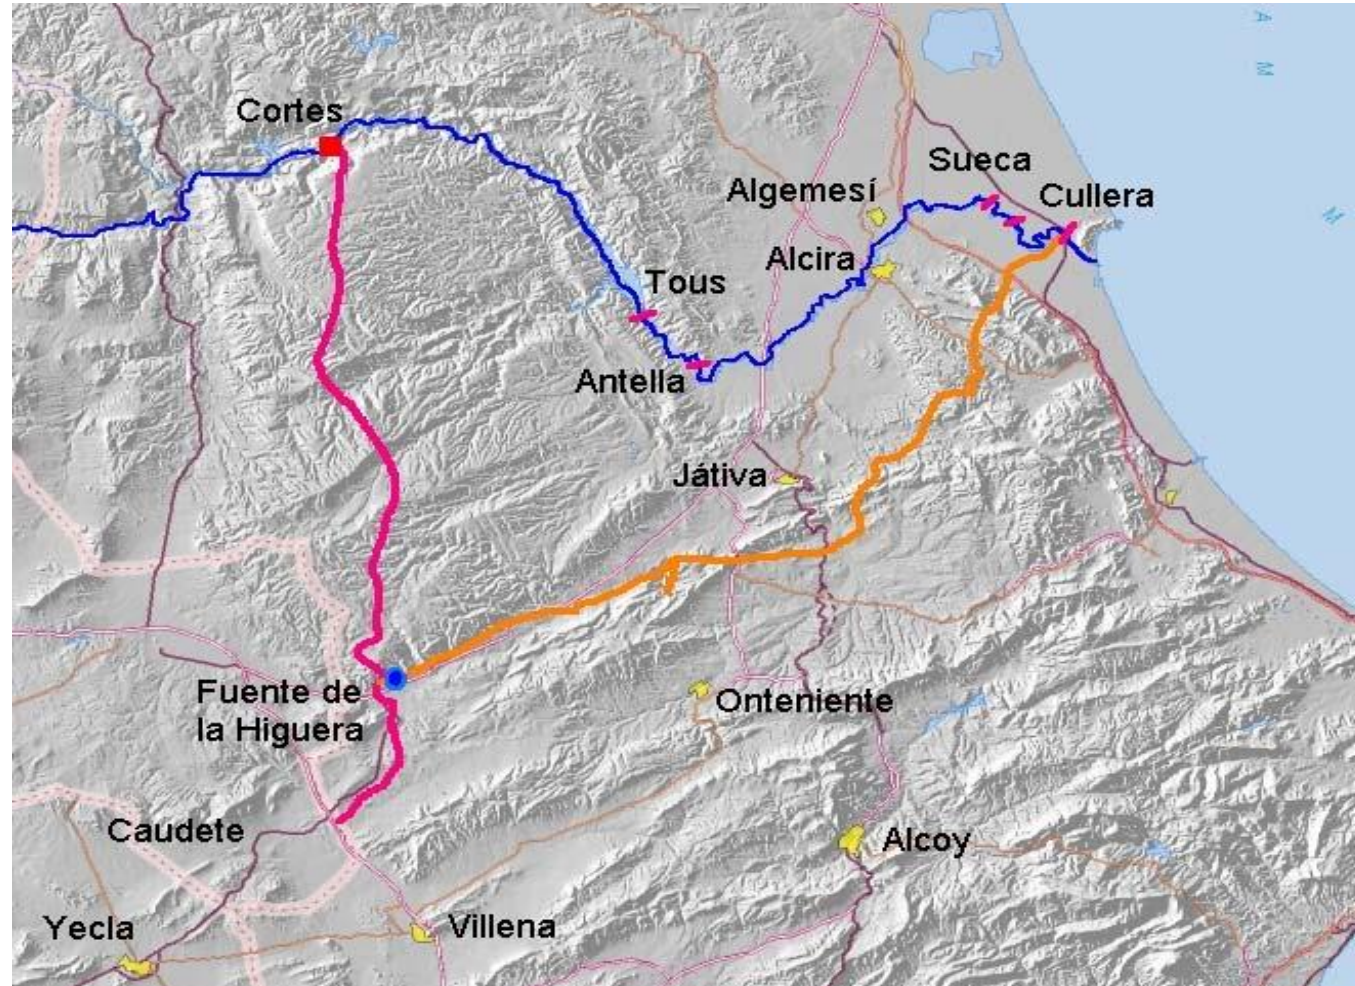 A
M
M
Cortes
Sueca
Algemesí
Cullera
Alcira
Tous
Antella
Játiva
Fuente de
la Higuera
Onteniente
Caudete
Alcoy
Yecla
Villena